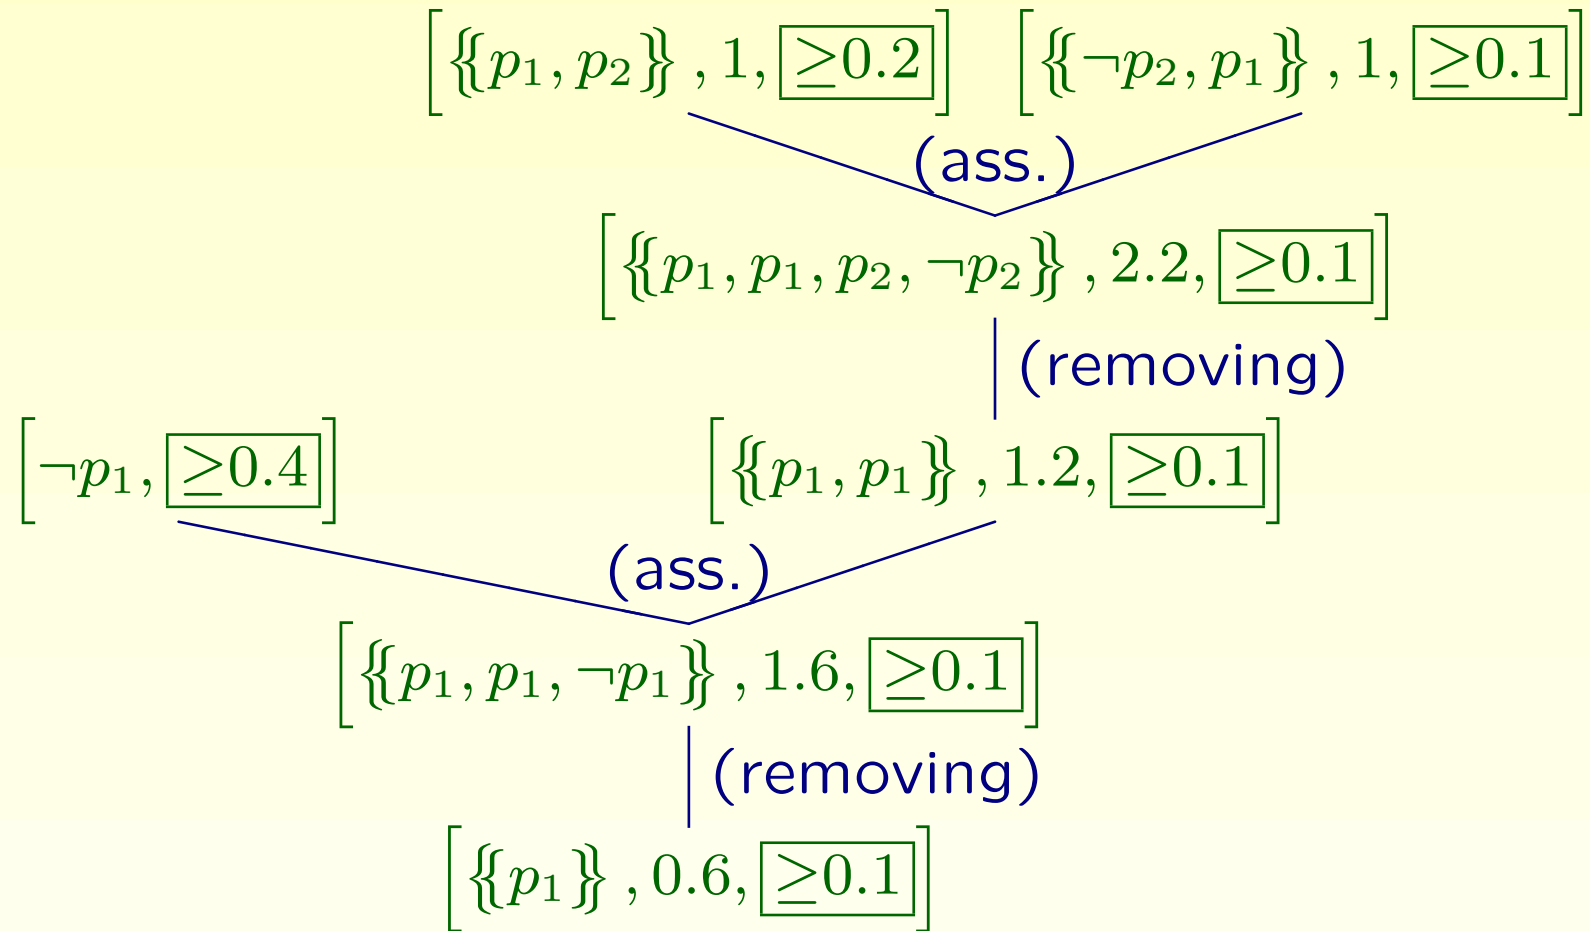 [{{p₁, p₂}}, 1, ≥0.2] [{{¬p₂, p₁}}, 1, ≥0.1]
(ass.)
[{{p₁, p₁, p₂, ¬p₂}}, 2.2, ≥0.1]
(removing)
[¬p₁, ≥0.4] [{{p₁, p₁}}, 1.2, ≥0.1]
(ass.)
[{{p₁, p₁, ¬p₁}}, 1.6, ≥0.1]
(removing)
[{{p₁}}, 0.6, ≥0.1]